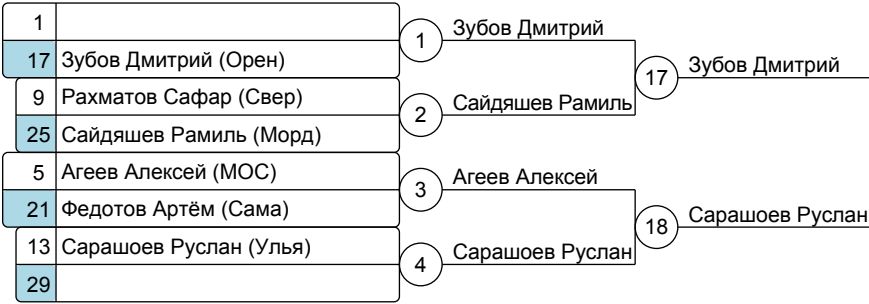 1
17 Зубов Дмитрий (Орен)
9 Рахматов Сафар (Свер)
25 Сайдяшев Рамиль (Морд)
5 Агеев Алексей (МОС)
21 Федотов Артём (Сама)
13 Сарашоев Руслан (Улья)
29
1 Зубов Дмитрий
2 Сайдяшев Рамиль
3 Агеев Алексей
4 Сарашоев Руслан
17 Зубов Дмитрий
18 Сарашоев Руслан